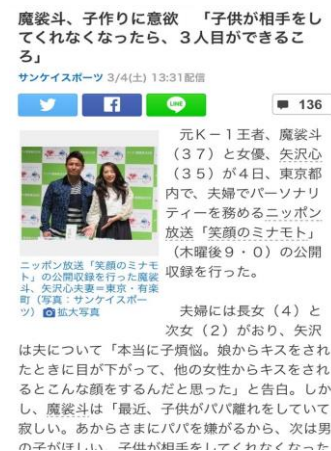 魔裟斗、子作りに意欲 「子供が相手をし
てくれなくなったら、３人目ができるこ
ろ」
サンケイスポーツ 3/4(土) 13:31配信
136
元Ｋ－１王者、魔裟斗
（３７）と女優、矢沢心
（３５）が４日、東京都
内で、夫婦でパーソナリ
ティーを務めるニッポン
放送「笑顔のミナモト」
（木曜後９・０）の公開
収録を行った。
ニッポン放送「笑顔のミナモ
ト」の公開収録を行った魔裟
斗、矢沢心夫妻＝東京・有楽
町（写真：サンケイスポー
ツ） 拡大写真
夫婦には長女（４）と
次女（２）がおり、矢沢
は夫について「本当に子煩悩。娘からキスをされ
たときに目が下がって、他の女性からキスをされ
るとこんな顔をするんだと思った」と告白。しか
し、魔裟斗は「最近、子供がパパ離れをしていて
寂しい。あからさまにパパを嫌がるから、次は男
の子がほしい。子供が相手をしてくれなくなった